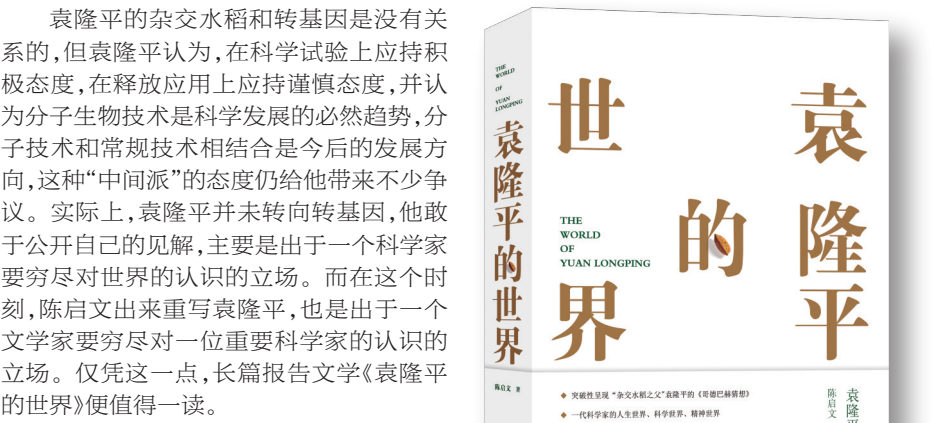 袁隆平的杂交水稻和转基因是没有关
系的,但袁隆平认为,在科学试验上应持积
极态度,在释放应用上应持谨慎态度,并认
为分子生物技术是科学发展的必然趋势,分
子技术和常规技术相结合是今后的发展方
向,这种“中间派”的态度仍给他带来不少争
议。实际上,袁隆平并未转向转基因,他敢
于公开自己的见解,主要是出于一个科学家
要穷尽对世界的认识的立场。而在这个时
刻,陈启文出来重写袁隆平,也是出于一个
文学家要穷尽对一位重要科学家的认识的
立场。仅凭这一点,长篇报告文学《袁隆平
的世界》便值得一读。
THE
WORLD
OF
YUAN
LONGPING
袁隆平的世界
陈启文 著
袁隆平
的
世界
THE
WORLD
OF
YUAN LONGPING
◆ 突破性呈现“杂交水稻之父”袁隆平的《哥德巴赫猜想》
◆ 一代科学家的人生世界、科学世界、精神世界
袁隆平
陈启文